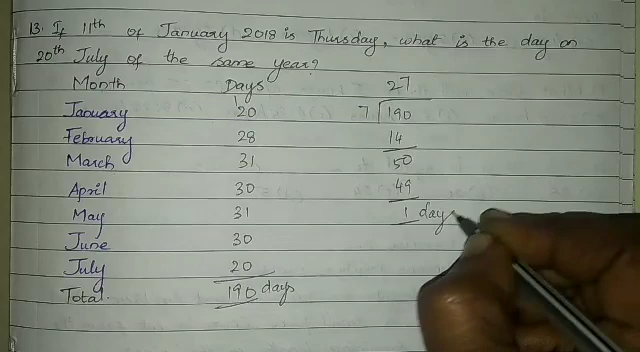 13. If 11th of January 2018 is Thursday, what is the day on
20th July of the same year?
Month Days 27
January 20 7 190
February 28 14
March 31 50
April 30 49
May 31 1 day
June 30
July 20
Total. 190 days